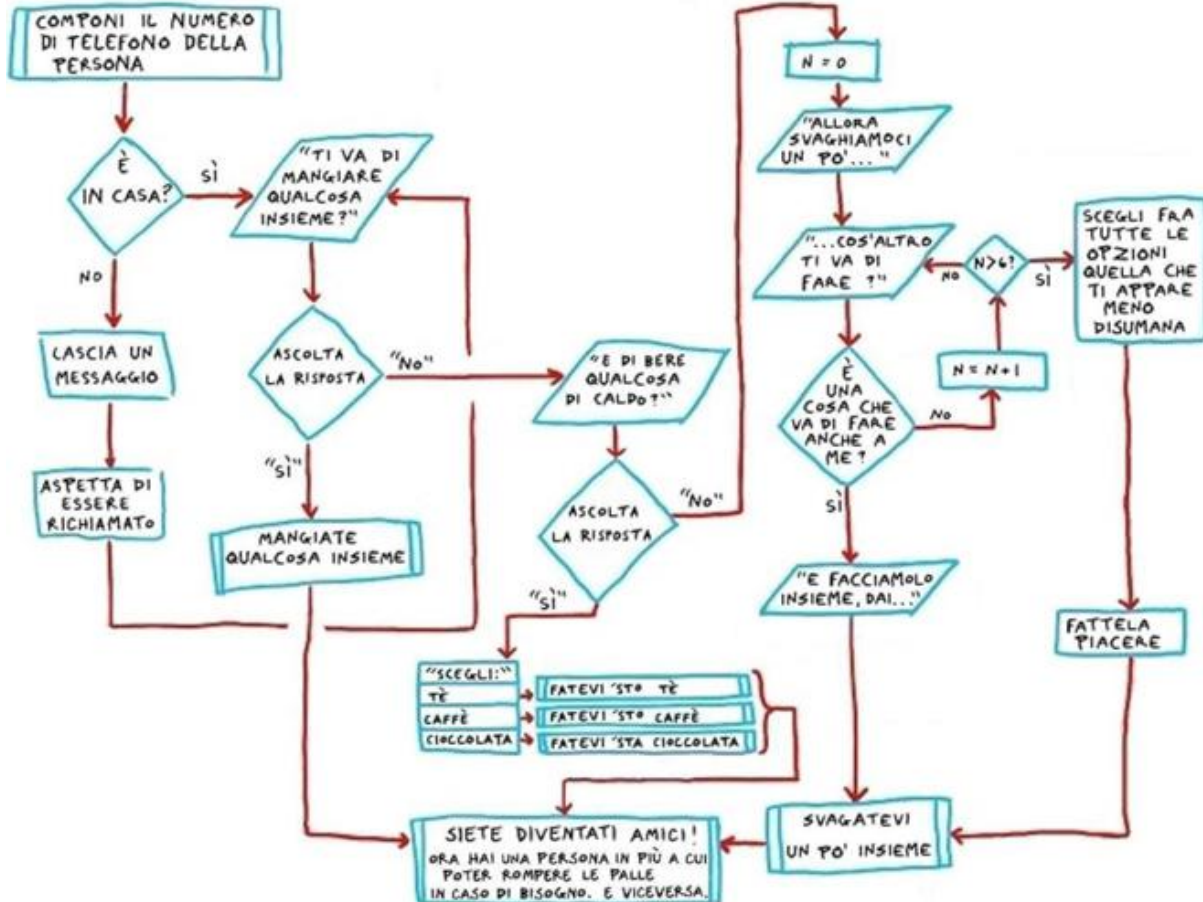 COMPONI IL NUMERO
DI TELEFONO DELLA
PERSONA
È
IN CASA?
SÌ
NO
LASCIA UN
MESSAGGIO
ASPETTA DI
ESSERE
RICHIAMATO
"TI VA DI
MANGIARE
QUALCOSA
INSIEME?"
ASCOLTA
LA RISPOSTA
"NO"
"SÌ"
MANGIATE
QUALCOSA INSIEME
"E DI BERE
QUALCOSA
DI CALDO?"
ASCOLTA
LA RISPOSTA
"NO"
"SÌ"
"SCEGLI:"
TÈ
FATEVI 'STO TÈ
CAFFÈ
FATEVI 'STO CAFFÈ
CIOCCOLATA
FATEVI 'STA CIOCCOLATA
N = 0
"ALLORA
SVAGHIAMOCI
UN PO'..."
"...COS'ALTRO
TI VA DI
FARE ?"
È
UNA
COSA CHE
VA DI FARE
ANCHE A
ME?
NO
N = N + 1
N>6?
NO
SÌ
SCEGLI FRA
TUTTE LE
OPZIONI
QUELLA CHE
TI APPARE
MENO
DISUMANA
FATTELA
PIACERE
SÌ
"E FACCIAMOLO
INSIEME, DAI..."
SVAGATEVI
UN PO' INSIEME
SIETE DIVENTATI AMICI!
ORA HAI UNA PERSONA IN PIÙ A CUI
POTER ROMPERE LE PALLE
IN CASO DI BISOGNO. E VICEVERSA.